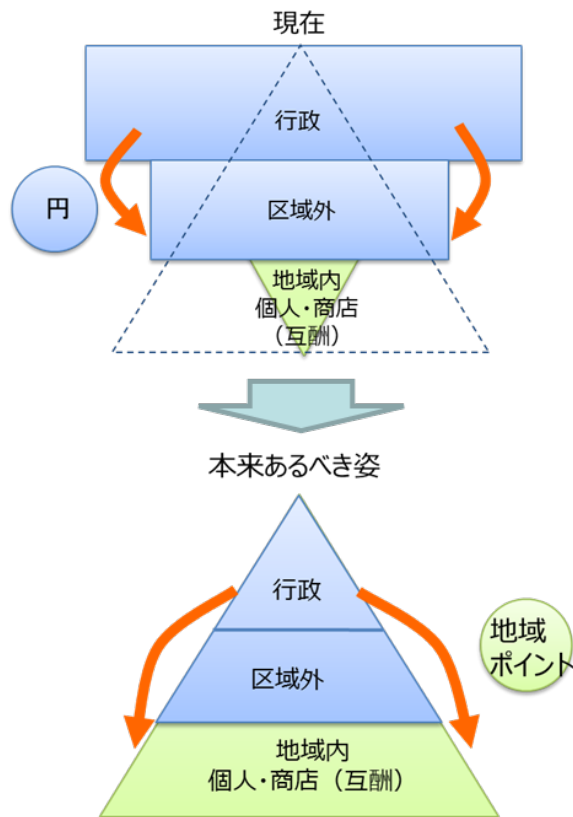 現在
行政
円
区域外
地域内
個人・商店
（互酬）
本来あるべき姿
行政
地域
ポイント
区域外
地域内
個人・商店（互酬）